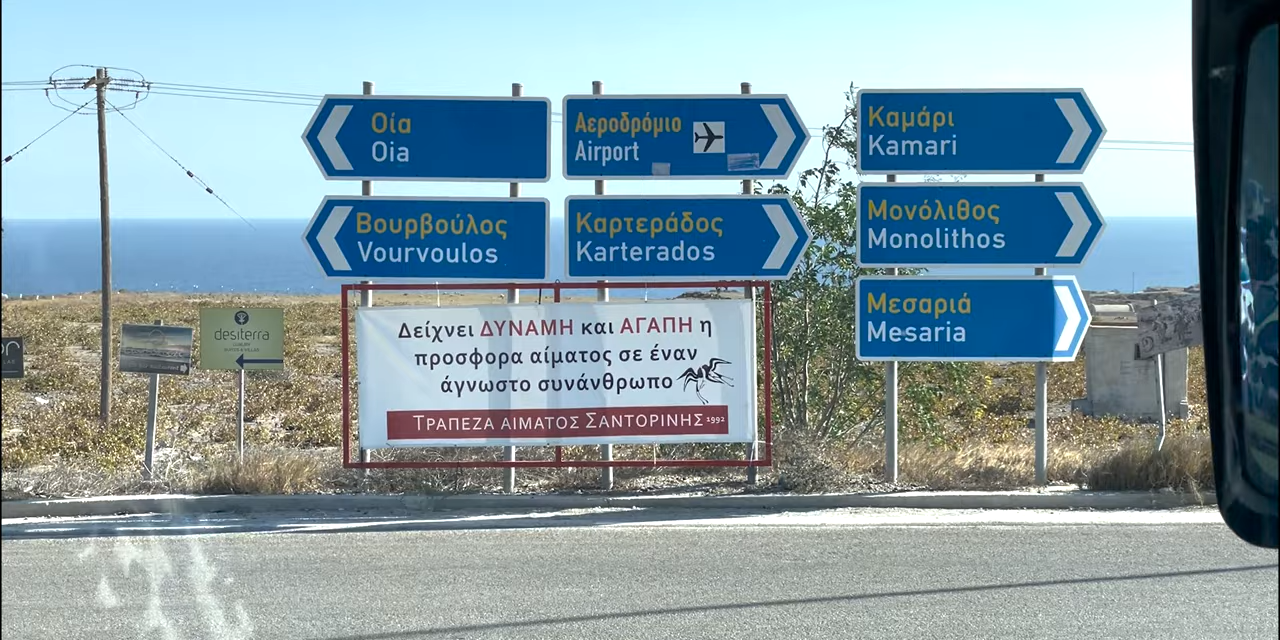 Οία
Oia
Βουρβούλος
Vourvoulos
Αεροδρόμιο
Airport
Καρτεράδος
Karterados
Καμάρι
Kamari
Μονόλιθος
Monolithos
Μεσαριά
Mesaria
desiterra
Δείχνει ΔΥΝΑΜΗ και ΑΓΑΠΗ η
προσφορα αίματος σε έναν
άγνωστο συνάνθρωπο
ΤΡΑΠΕΖΑ ΑΙΜΑΤΟΣ ΣΑΝΤΟΡΙΝΗΣ 1992